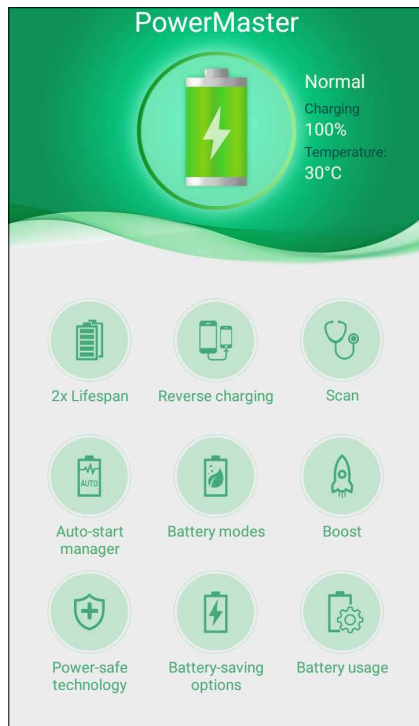 PowerMaster
Normal
Charging
100%
Temperature:
30°C
2x Lifespan
Reverse charging
Scan
AUTO
Auto-start
manager
Battery modes
Boost
Power-safe
technology
Battery-saving
options
Battery usage